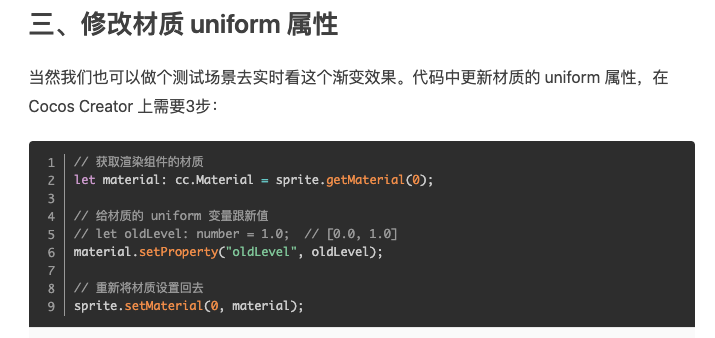 三、修改材质 uniform 属性
当然我们也可以做个测试场景去实时看这个渐变效果。代码中更新材质的 uniform 属性，在
Cocos Creator 上需要3步：
1 // 获取渲染组件的材质
2 let material: cc.Material = sprite.getMaterial(0);
3
4 // 给材质的 uniform 变量跟新值
5 // let oldLevel: number = 1.0;  // [0.0, 1.0]
6 material.setProperty("oldLevel", oldLevel);
7
8 // 重新将材质设置回去
9 sprite.setMaterial(0, material);